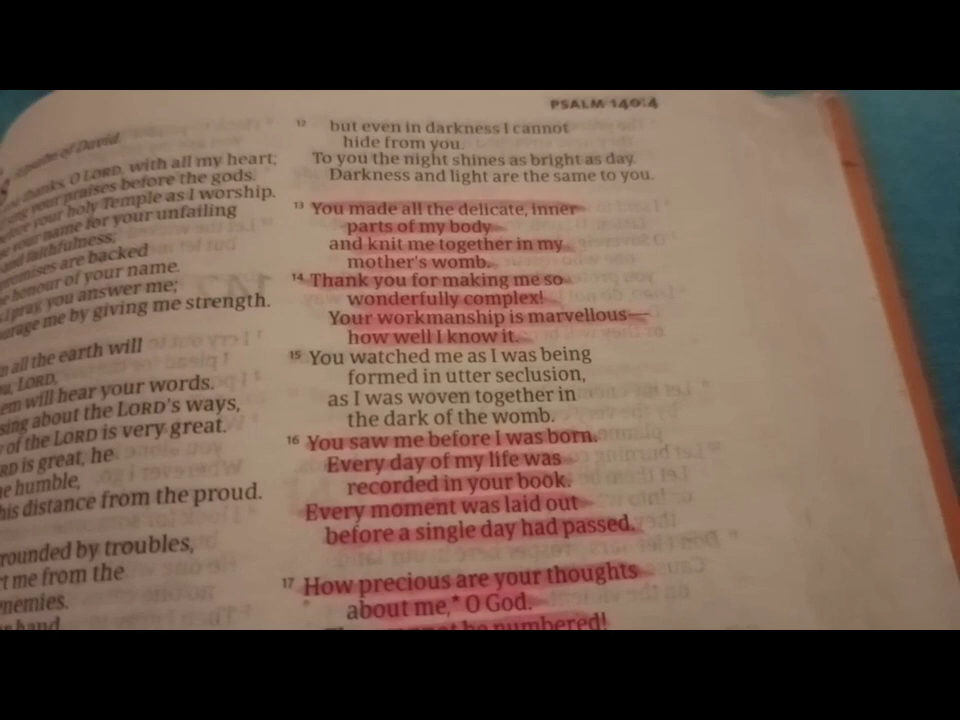 PSALM 140:4
psalm of David.
thanks, O LORD, with all my heart;
your praises before the gods.
your holy Temple as I worship.
your name for your unfailing
and faithfulness;
promises are backed
honour of your name.
I pray, you answer me;
me by giving me strength.
all the earth will
LORD,
will hear your words.
sing about the LORD's ways,
of the LORD is very great.
is great, he
humble,
his distance from the proud.
troubles,
me from the
enemies.
hand
12 but even in darkness I cannot
hide from you.
To you the night shines as bright as day.
Darkness and light are the same to you.
13 You made all the delicate, inner
parts of my body
and knit me together in my
mother's womb.
14 Thank you for making me so
wonderfully complex!
Your workmanship is marvellous—
how well I know it.
15 You watched me as I was being
formed in utter seclusion,
as I was woven together in
the dark of the womb.
16 You saw me before I was born.
Every day of my life was
recorded in your book.
Every moment was laid out
before a single day had passed.
17 How precious are your thoughts
about me,* O God.
be numbered!